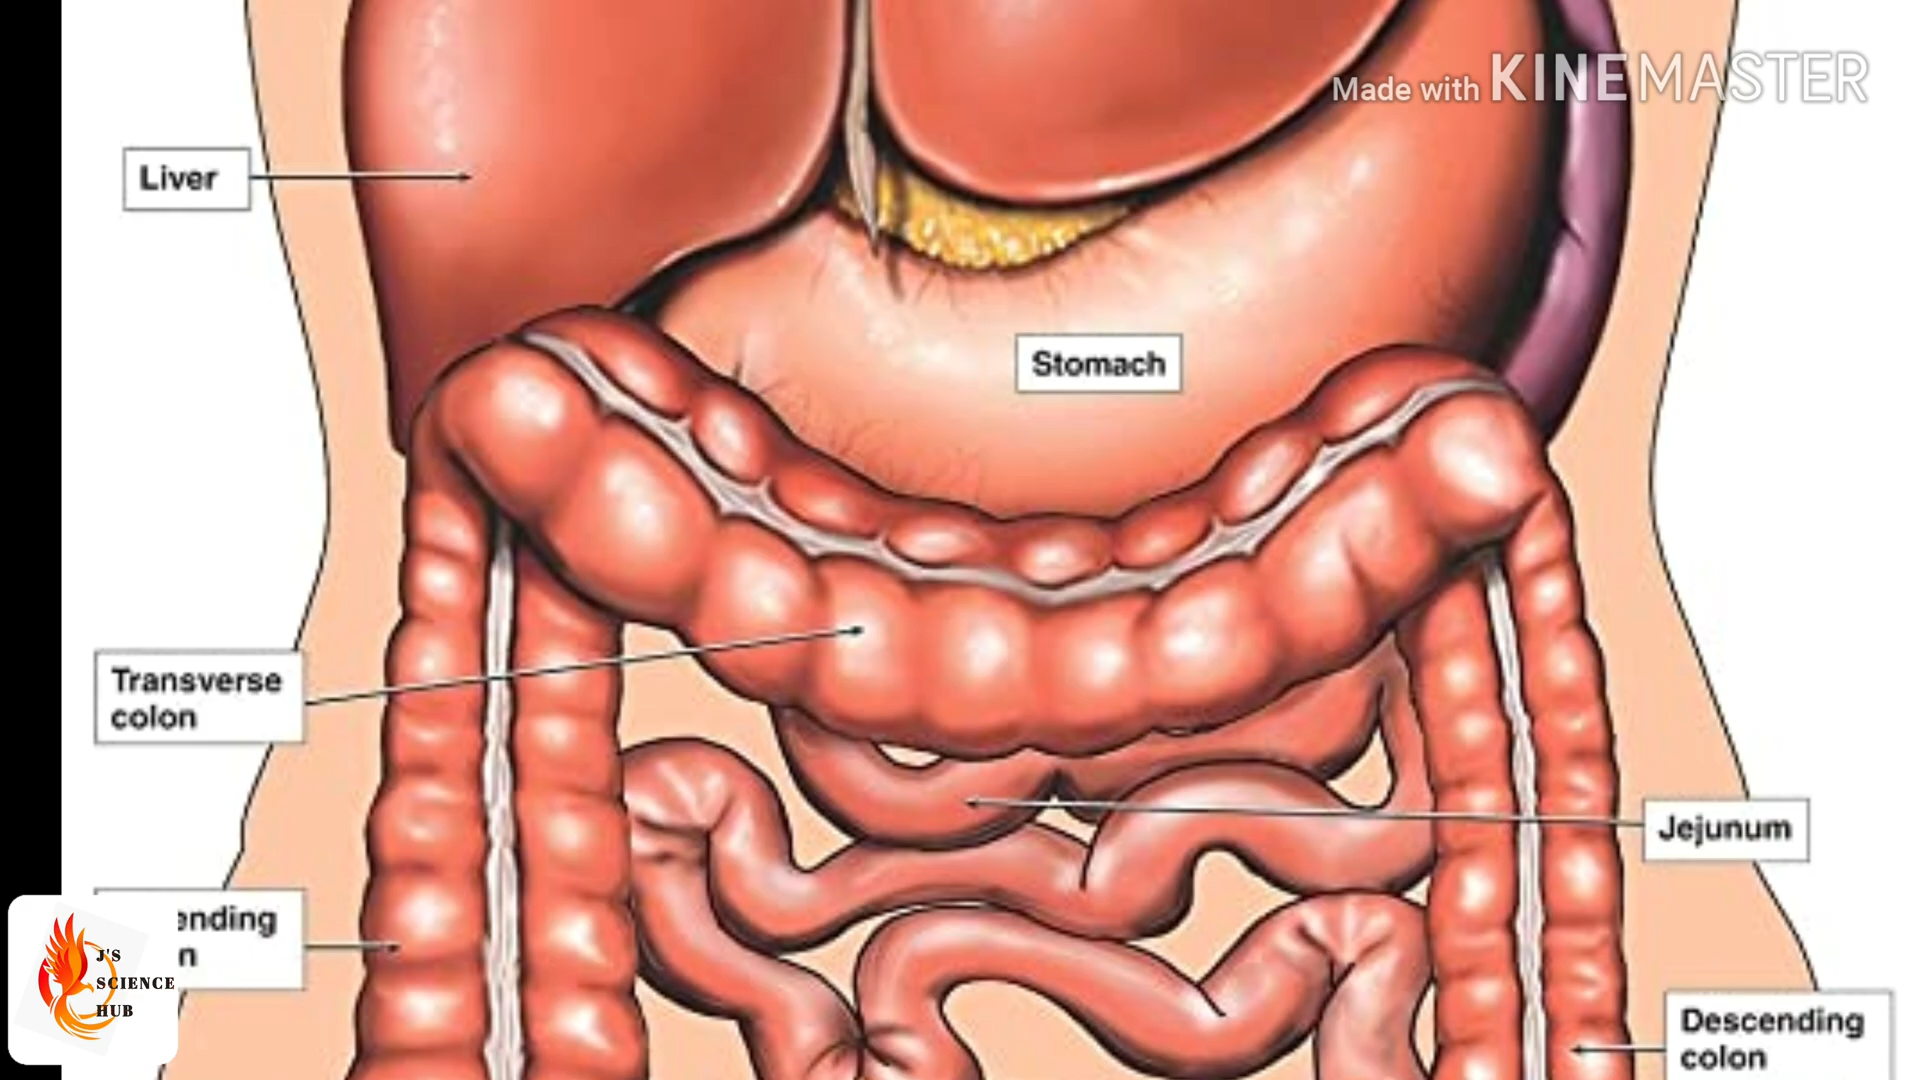 Made with KINEMASTER
Liver
Stomach
Transverse
colon
Jejunum
ending
n
J'S
SCIENCE
HUB
Descending
colon